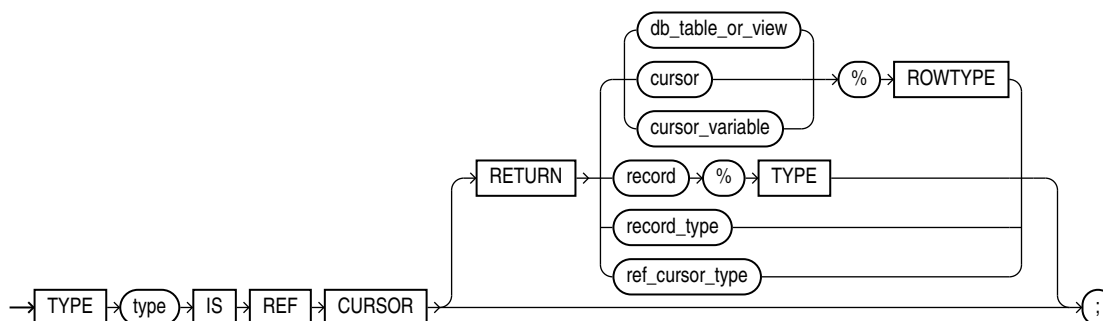 db_table_or_view
cursor % ROWTYPE
cursor_variable
RETURN record % TYPE
record_type
ref_cursor_type
TYPE type IS REF CURSOR ;